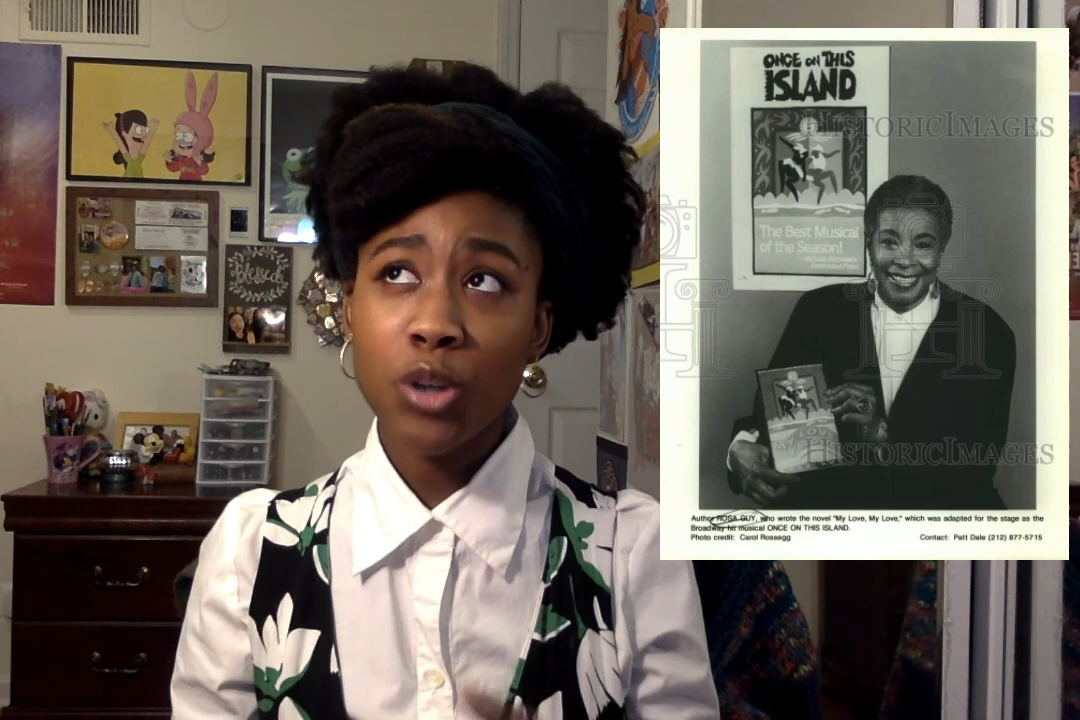 Blessed
ONCE ON THIS
ISLAND
HISTORICIMAGES
The Best Musical
of the Season!
HISTORICIMAGES
Author ROSA GUY, who wrote the novel "My Love, My Love," which was adapted for the stage as the
Broadway hit musical ONCE ON THIS ISLAND.
Photo credit: Carol Rossegg
Contact: Patt Dale (212) 877-5715